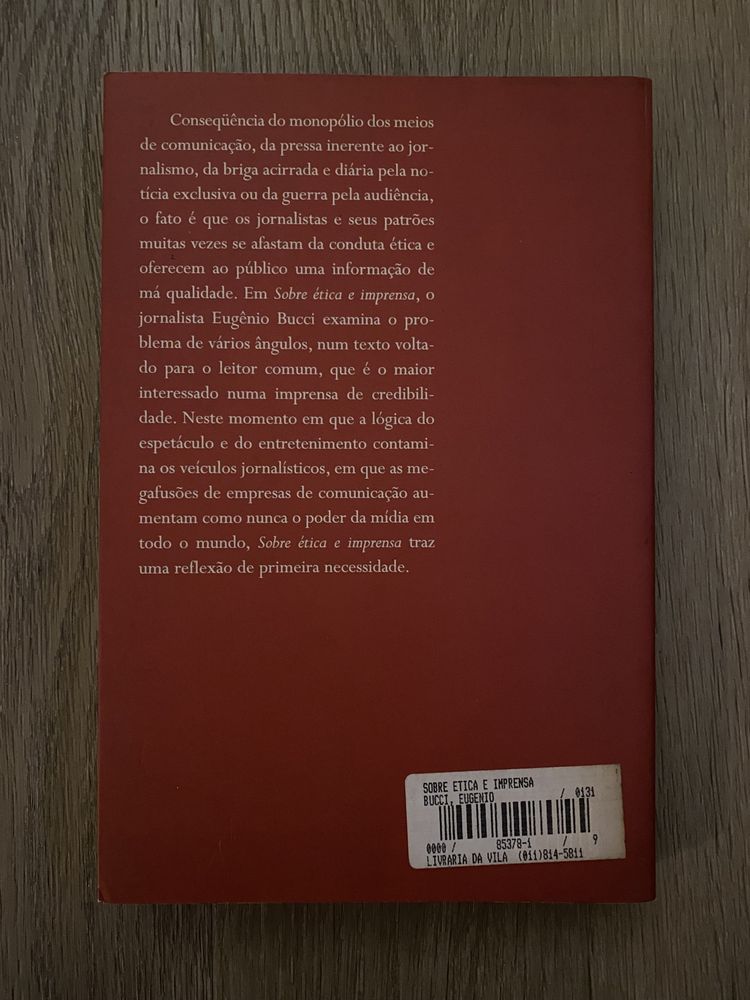 Conseqüência do monopólio dos meios
de comunicação, da pressa inerente ao jor-
nalismo, da briga acirrada e diária pela no-
tícia exclusiva ou da guerra pela audiência,
o fato é que os jornalistas e seus patrões
muitas vezes se afastam da conduta ética e
oferecem ao público uma informação de
má qualidade. Em Sobre ética e imprensa, o
jornalista Eugênio Bucci examina o pro-
blema de vários ângulos, num texto volta-
do para o leitor comum, que é o maior
interessado numa imprensa de credibili-
dade. Neste momento em que a lógica do
espetáculo e do entretenimento contami-
na os veículos jornalísticos, em que as me-
gafusões de empresas de comunicação au-
mentam como nunca o poder da mídia em
todo o mundo, Sobre ética e imprensa traz
uma reflexão de primeira necessidade.
SOBRE ETICA E IMPRENSA
BUCCI, EUGENIO / 0131
0000 / 85378-1 / 9
LIVRARIA DA VILA (011)814-5811